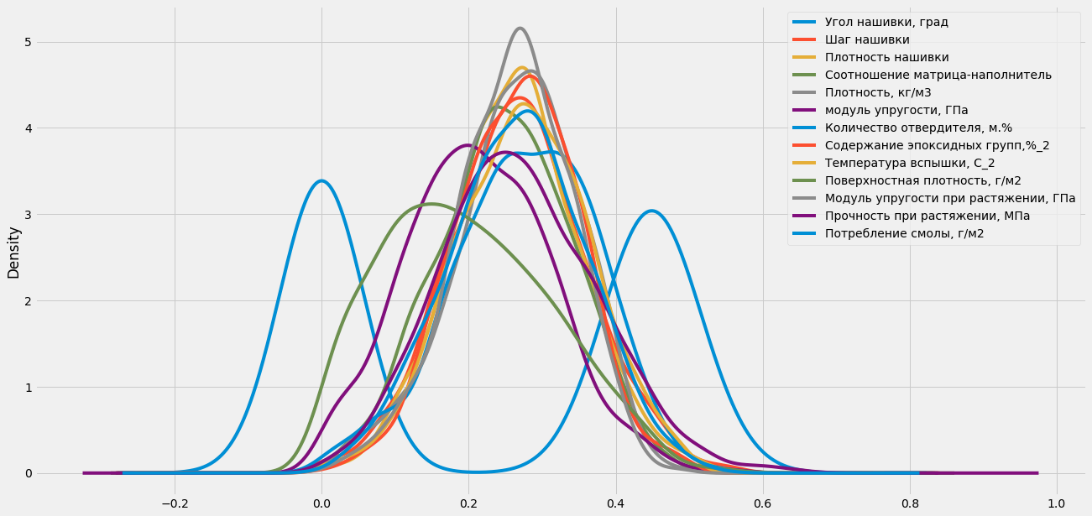 Угол нашивки, град
Шаг нашивки
Плотность нашивки
Соотношение матрица-наполнитель
Плотность, кг/м3
модуль упругости, ГПа
Количество отвердителя, м.%
Содержание эпоксидных групп,%_2
Температура вспышки, С_2
Поверхностная плотность, г/м2
Модуль упругости при растяжении, ГПа
Прочность при растяжении, МПа
Потребление смолы, г/м2
Density
5
4
3
2
1
0
−0.2 0.0 0.2 0.4 0.6 0.8 1.0